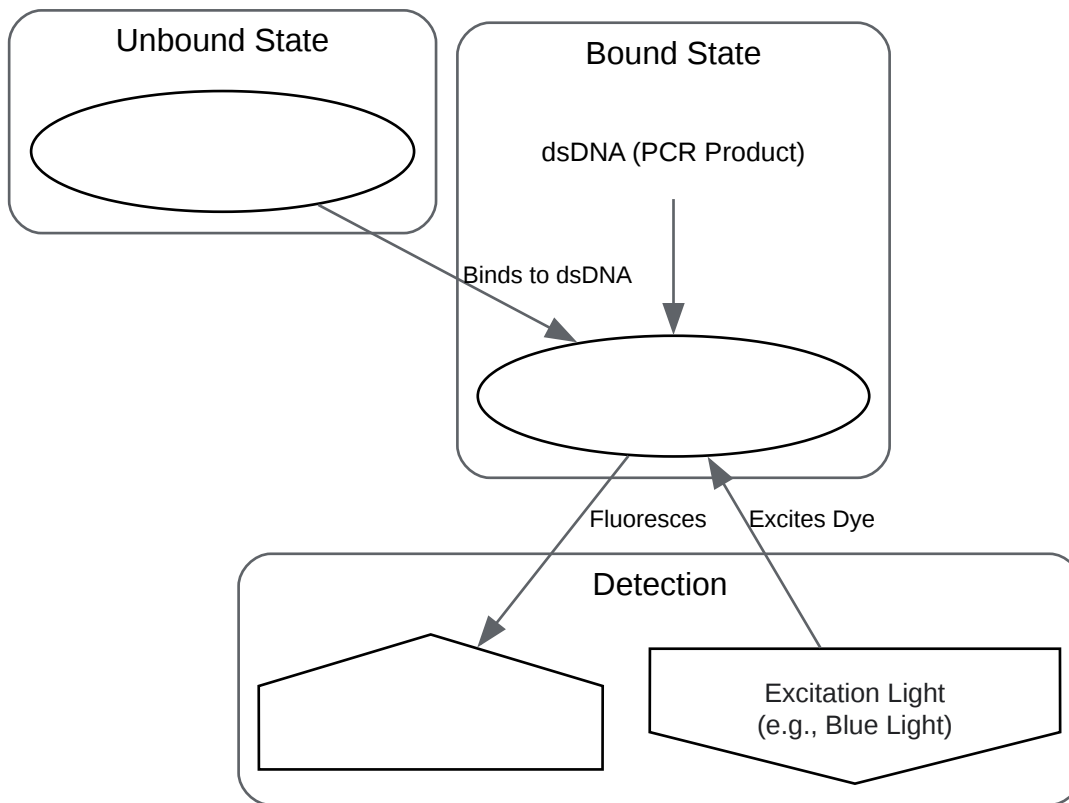 Unbound State
Bound State
dsDNA (PCR Product)
Binds to dsDNA
Fluoresces
Excites Dye
Detection
Excitation Light
(e.g., Blue Light)